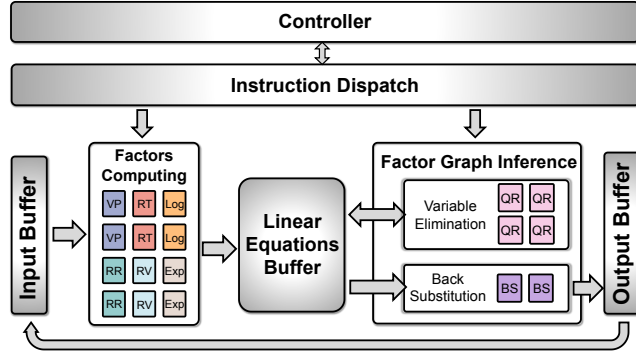 Controller
Instruction Dispatch
Input Buffer
Factors
Computing
VP RT Log
VP RT Log
RR RV Exp
RR RV Exp
Linear
Equations
Buffer
Factor Graph Inference
Variable
Elimination
QR QR
QR QR
Back
Substitution
BS BS
Output Buffer